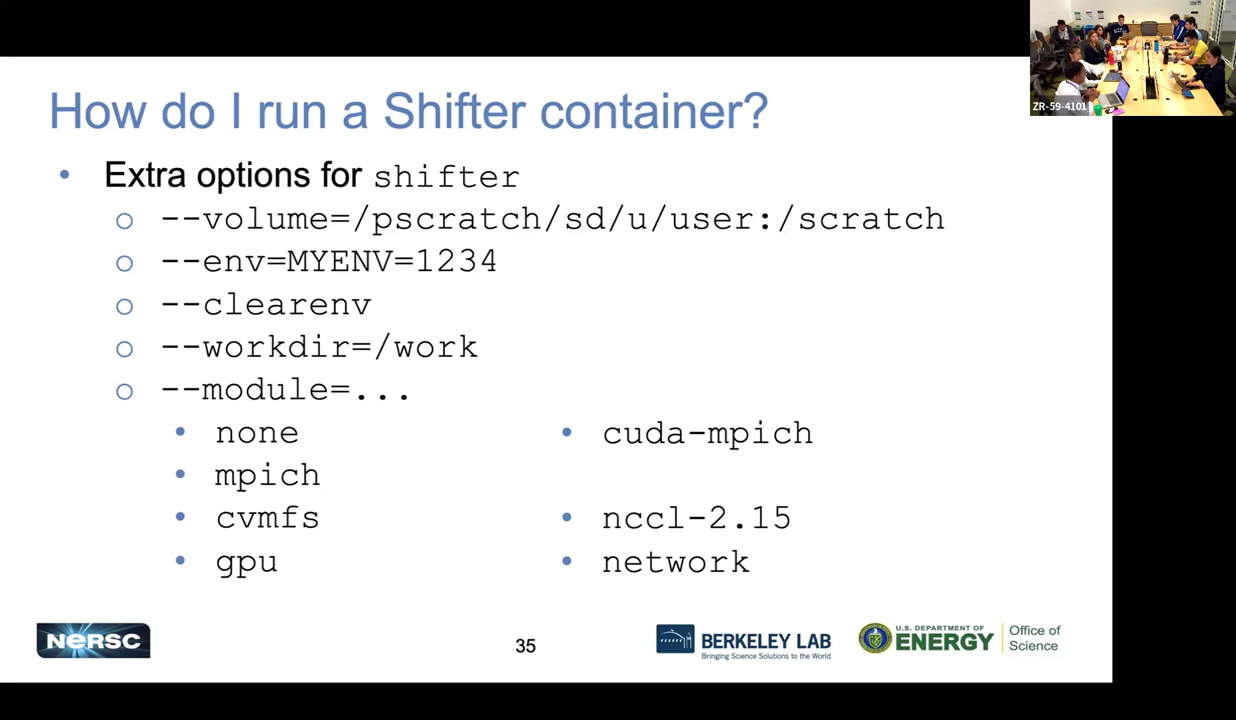 ZR-59-4101
How do I run a Shifter container?
Extra options for shifter
--volume=/pscratch/sd/u/user:/scratch
--env=MYENV=1234
--clearenv
--workdir=/work
--module=...
none
mpich
cvmfs
gpu
cuda-mpich
nccl-2.15
network
NERSC
35
BERKELEY LAB
Bringing Science Solutions to the World
U.S. DEPARTMENT OF
ENERGY
Office of
Science